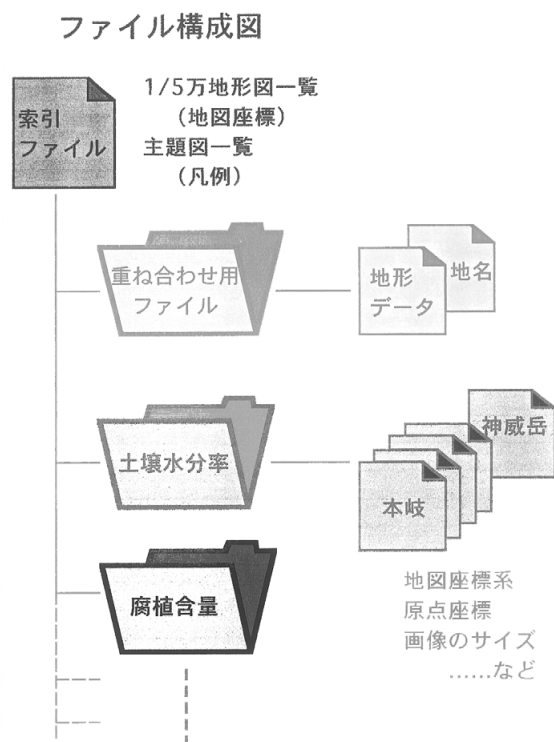 ファイル構成図
索引
ファイル
1/5万地形図一覧
（地図座標）
主題図一覧
（凡例）
重ね合わせ用
ファイル
地形
データ
地名
土壌水分率
神威岳
本岐
腐植含量
地図座標系
原点座標
画像のサイズ
……など